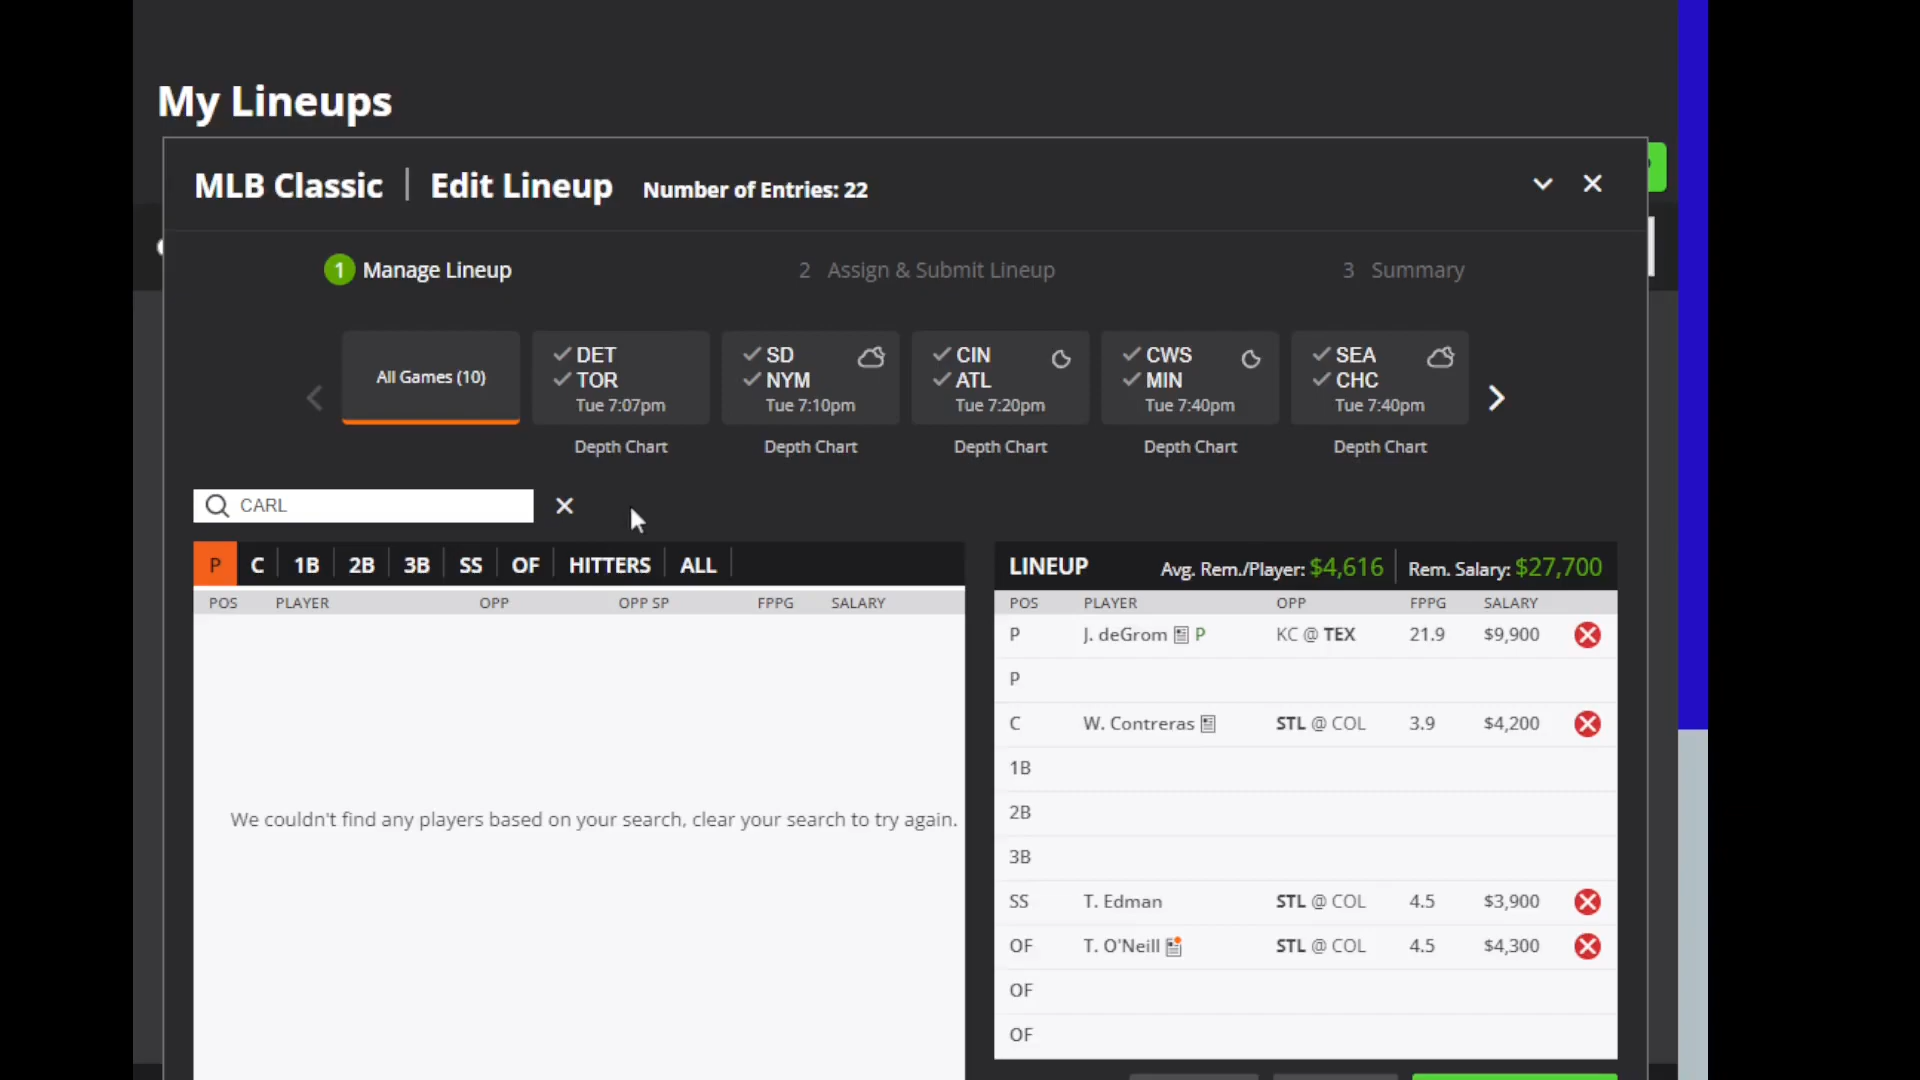 My Lineups
MLB Classic | Edit Lineup Number of Entries: 22
1 Manage Lineup 2 Assign & Submit Lineup 3 Summary
All Games (10)
DET
TOR
Tue 7:07pm
Depth Chart
SD
NYM
Tue 7:10pm
Depth Chart
CIN
ATL
Tue 7:20pm
Depth Chart
CWS
MIN
Tue 7:40pm
Depth Chart
SEA
CHC
Tue 7:40pm
Depth Chart
CARL
P C 1B 2B 3B SS OF HITTERS ALL
POS PLAYER OPP OPP SP FPPG SALARY
We couldn't find any players based on your search, clear your search to try again.
LINEUP Avg. Rem./Player: $4,616 Rem. Salary: $27,700
POS PLAYER OPP FPPG SALARY
P J. deGrom P KC @ TEX 21.9 $9,900
P
C W. Contreras STL @ COL 3.9 $4,200
1B
2B
3B
SS T. Edman STL @ COL 4.5 $3,900
OF T. O'Neill STL @ COL 4.5 $4,300
OF
OF